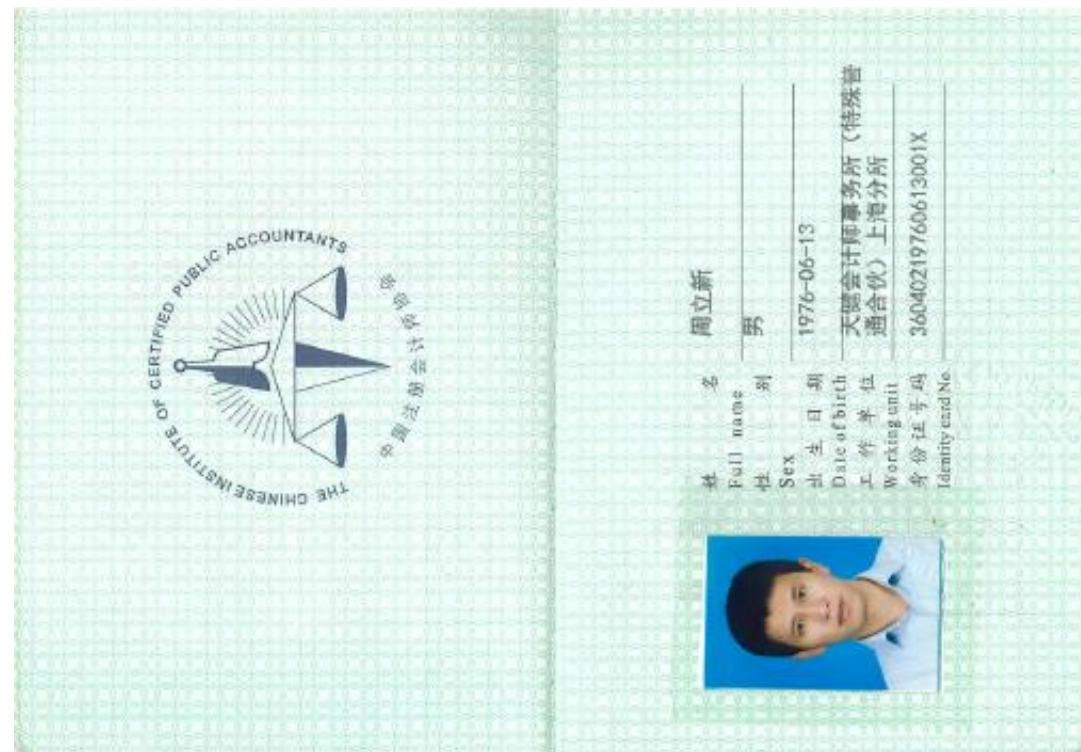 THE CHINESE INSTITUTE OF CERTIFIED PUBLIC ACCOUNTANTS
中国注册会计师协会
姓 名 周立新
Full name
性 别 男
Sex
出 生 日 期 1976-06-13
Date of birth
工 作 单 位 天健会计师事务所（特殊普
Working unit 通合伙）上海分所
身 份 证 号 码 36040219760613001X
Identity card No.